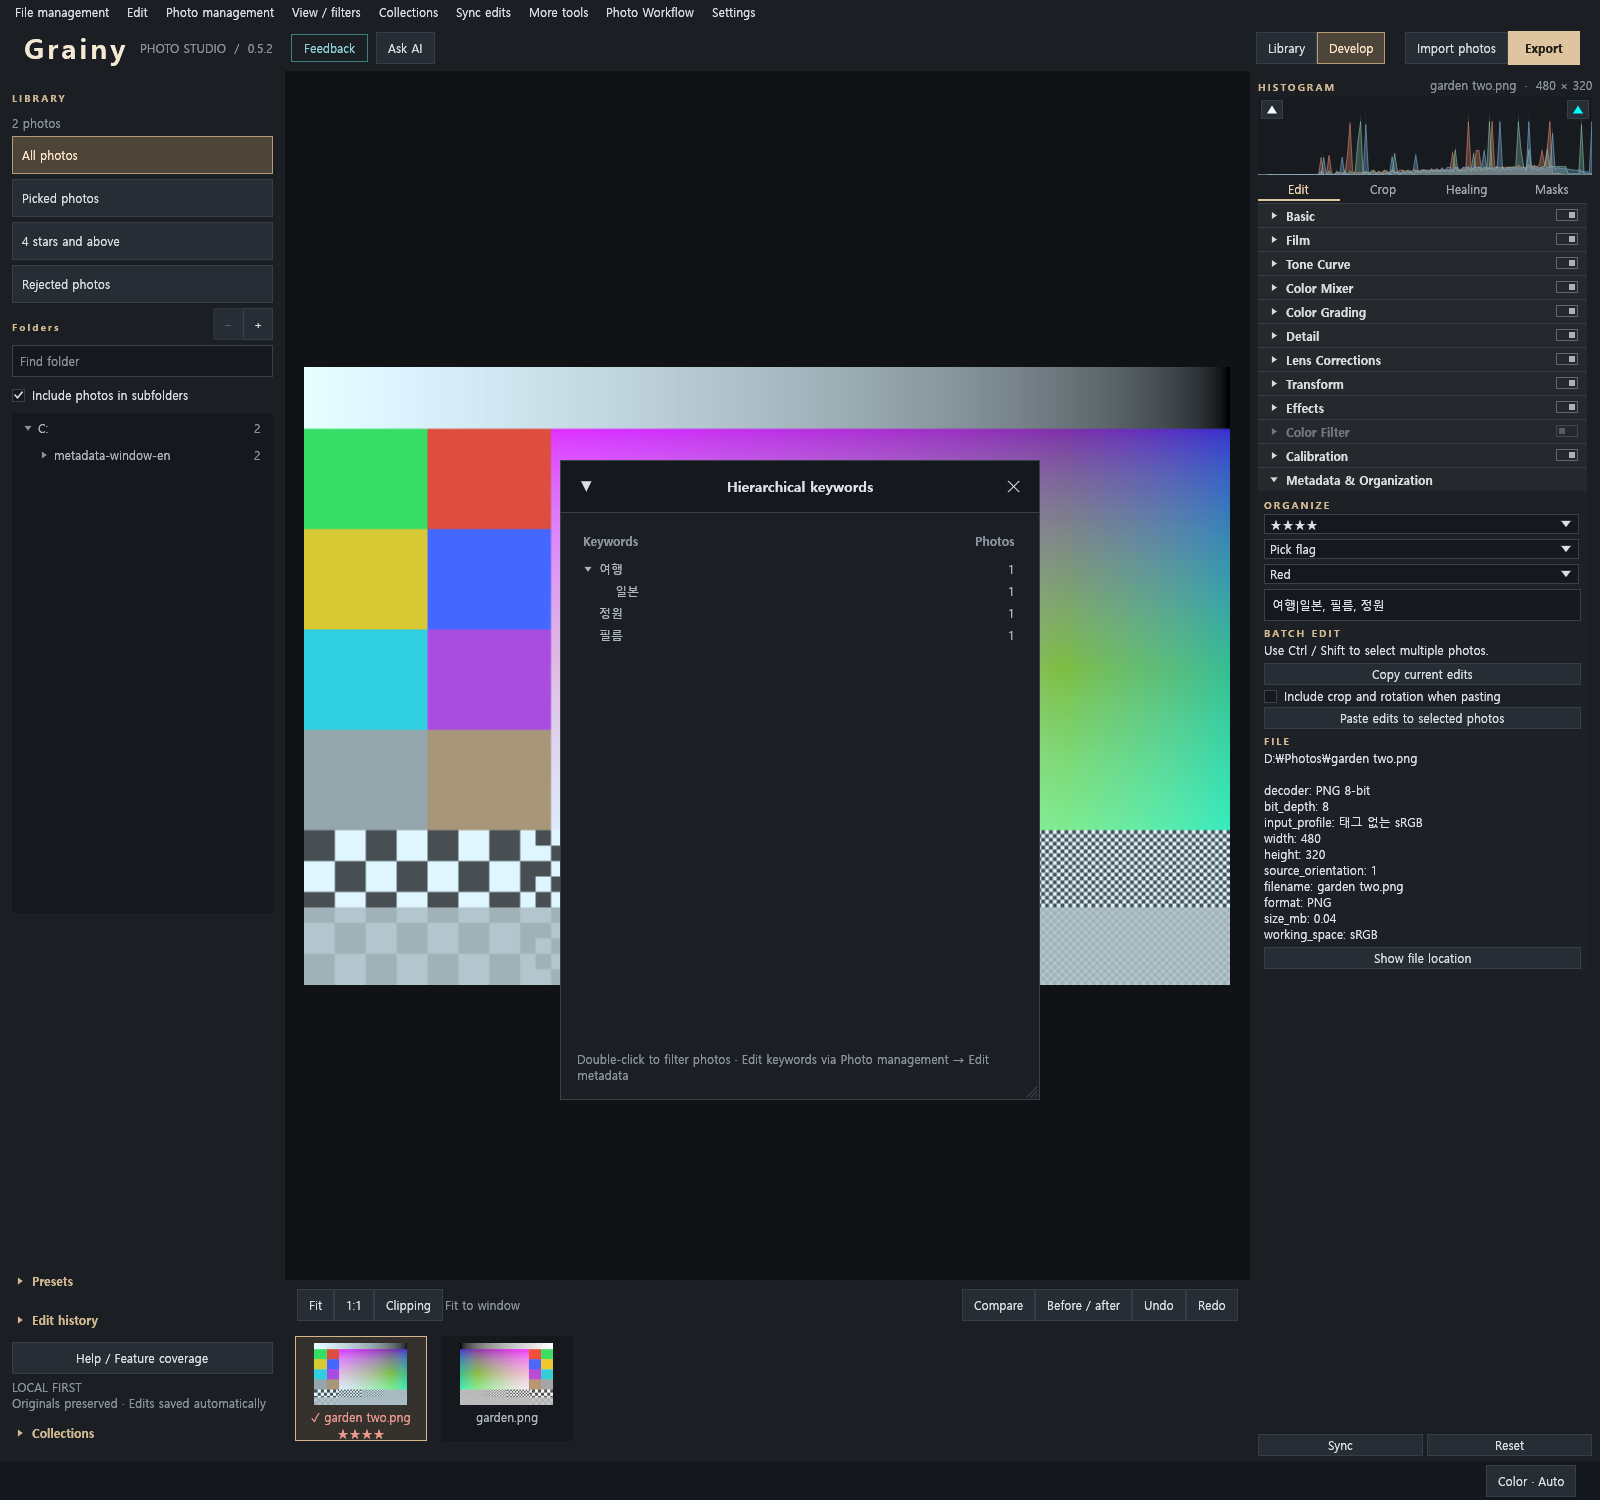 File management Edit Photo management View / filters Collections Sync edits More tools Photo Workflow Settings
Grainy PHOTO STUDIO / 0.5.2 Feedback Ask AI Library Develop Import photos Export
LIBRARY
2 photos
All photos
Picked photos
4 stars and above
Rejected photos
Folders − +
Find folder
Include photos in subfolders
C: 2
metadata-window-en 2
Presets
Edit history
Help / Feature coverage
LOCAL FIRST
Originals preserved · Edits saved automatically
Collections
Hierarchical keywords
Keywords Photos
여행 1
일본 1
정원 1
필름 1
Double-click to filter photos · Edit keywords via Photo management → Edit
metadata
Fit 1:1 Clipping Fit to window Compare Before / after Undo Redo
✓ garden two.png
★★★★
garden.png
HISTOGRAM garden two.png · 480 × 320
Edit Crop Healing Masks
Basic
Film
Tone Curve
Color Mixer
Color Grading
Detail
Lens Corrections
Transform
Effects
Color Filter
Calibration
Metadata & Organization
ORGANIZE
★★★★
Pick flag
Red
여행|일본, 필름, 정원
BATCH EDIT
Use Ctrl / Shift to select multiple photos.
Copy current edits
Include crop and rotation when pasting
Paste edits to selected photos
FILE
D:₩Photos₩garden two.png
decoder: PNG 8-bit
bit_depth: 8
input_profile: 태그 없는 sRGB
width: 480
height: 320
source_orientation: 1
filename: garden two.png
format: PNG
size_mb: 0.04
working_space: sRGB
Show file location
Sync Reset
Color · Auto